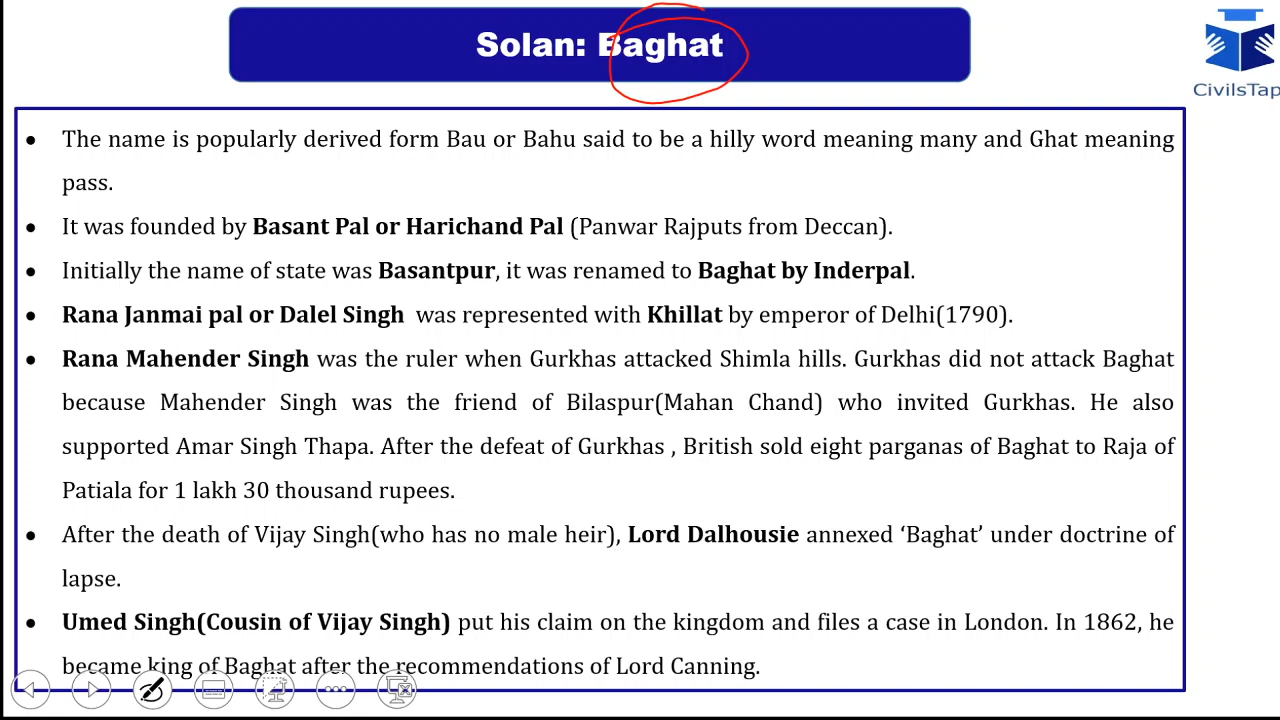 Solan: Baghat
CivilsTap
• The name is popularly derived form Bau or Bahu said to be a hilly word meaning many and Ghat meaning
pass.
• It was founded by Basant Pal or Harichand Pal (Panwar Rajputs from Deccan).
• Initially the name of state was Basantpur, it was renamed to Baghat by Inderpal.
• Rana Janmai pal or Dalel Singh was represented with Khillat by emperor of Delhi(1790).
• Rana Mahender Singh was the ruler when Gurkhas attacked Shimla hills. Gurkhas did not attack Baghat
because Mahender Singh was the friend of Bilaspur(Mahan Chand) who invited Gurkhas. He also
supported Amar Singh Thapa. After the defeat of Gurkhas , British sold eight parganas of Baghat to Raja of
Patiala for 1 lakh 30 thousand rupees.
• After the death of Vijay Singh(who has no male heir), Lord Dalhousie annexed ‘Baghat’ under doctrine of
lapse.
• Umed Singh(Cousin of Vijay Singh) put his claim on the kingdom and files a case in London. In 1862, he
became king of Baghat after the recommendations of Lord Canning.